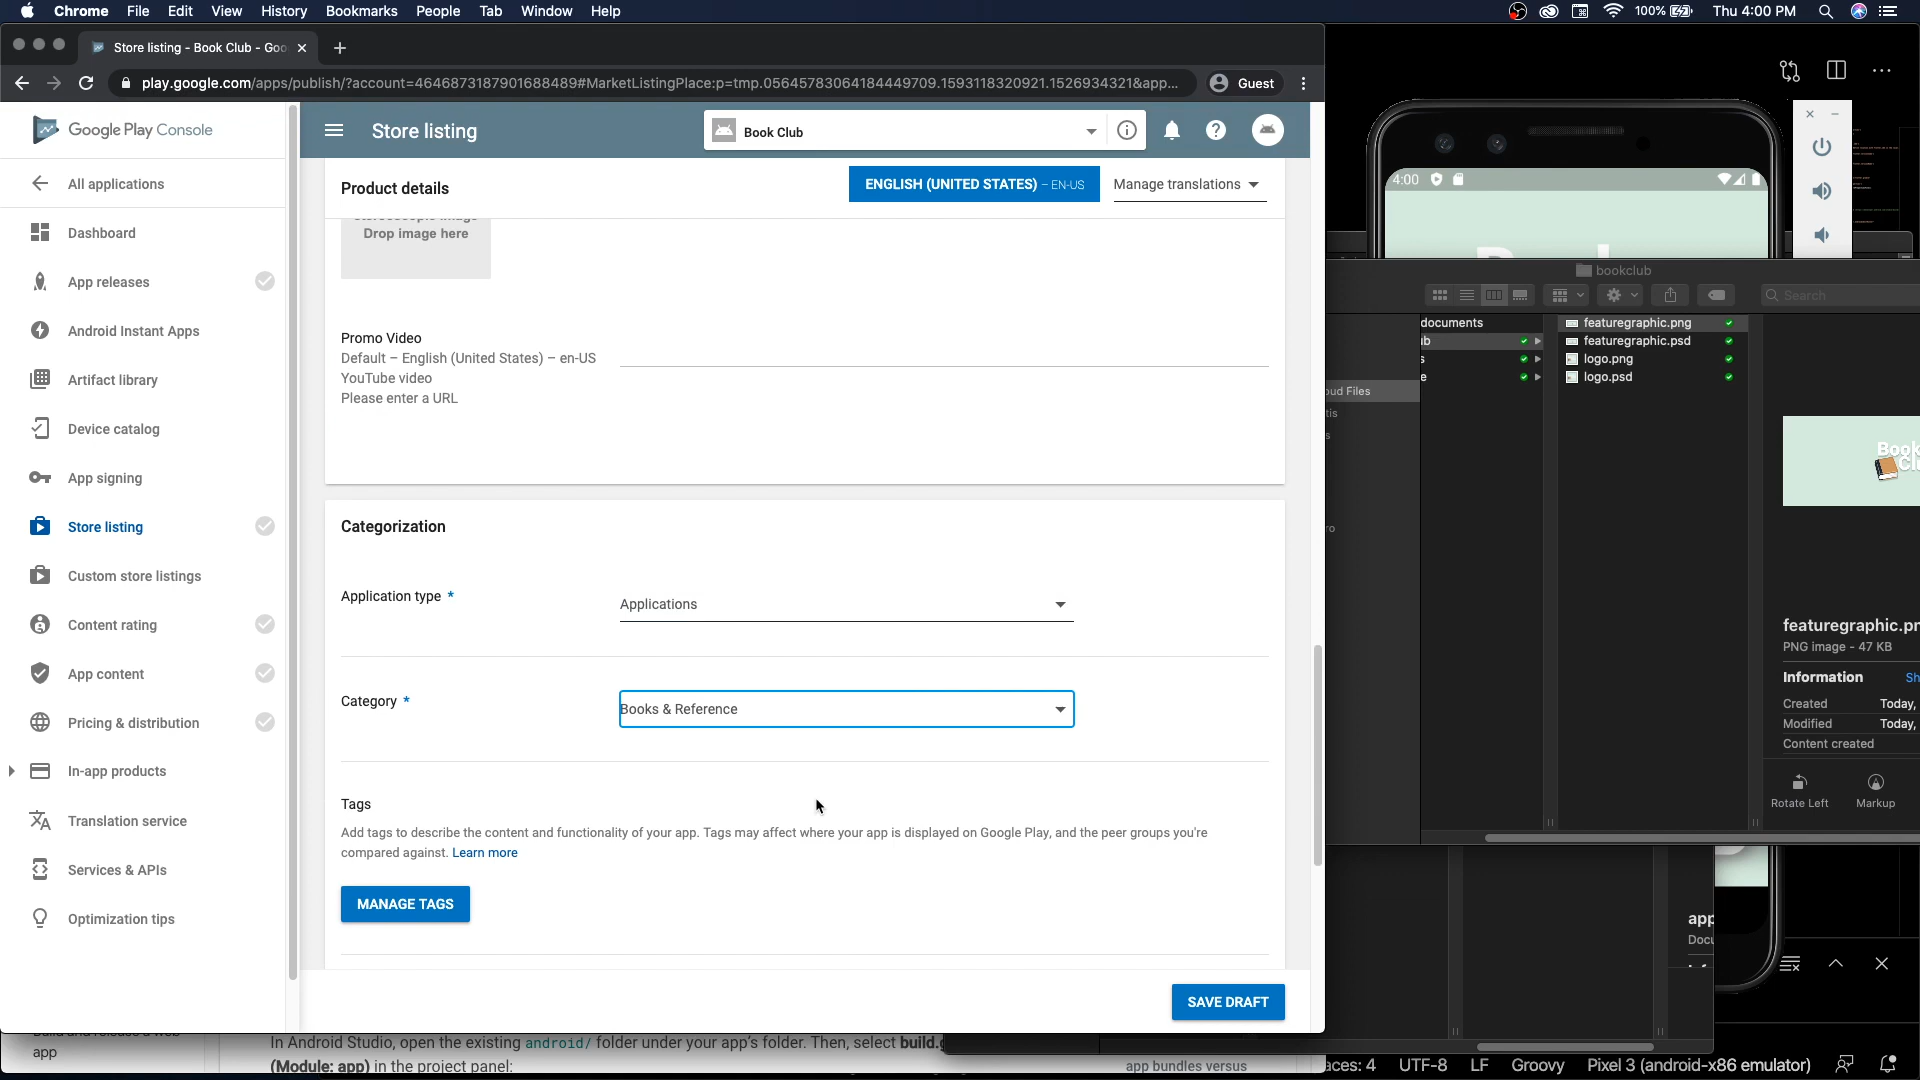 Chrome File Edit View History Bookmarks People Tab Window Help
100% Thu 4:00 PM
Store listing - Book Club - Goo
play.google.com/apps/publish/?account=4646873187901688489#MarketListingPlace:p=tmp.05645783064184449709.1593118320921.1526934321&app...
Guest
Google Play Console
Store listing
Book Club
All applications
Dashboard
App releases
Android Instant Apps
Artifact library
Device catalog
App signing
Store listing
Custom store listings
Content rating
App content
Pricing & distribution
In-app products
Translation service
Services & APIs
Optimization tips
Product details
ENGLISH (UNITED STATES) – EN-US
Manage translations
Drop image here
Promo Video
Default – English (United States) – en-US
YouTube video
Please enter a URL
Categorization
Application type *
Applications
Category *
Books & Reference
Tags
Add tags to describe the content and functionality of your app. Tags may affect where your app is displayed on Google Play, and the peer groups you're
compared against. Learn more
MANAGE TAGS
SAVE DRAFT
4:00
bookclub
Search
documents
featuregraphic.png
featuregraphic.psd
logo.png
logo.psd
oud Files
Book
Cl
featuregraphic.pn
PNG image - 47 KB
Information Sh
Created Today,
Modified Today,
Content created
Rotate Left Markup
app
Docu
app
In Android Studio, open the existing android/ folder under your app's folder. Then, select build.g
(Module: app) in the project panel:
app bundles versus
aces: 4 UTF-8 LF Groovy Pixel 3 (android-x86 emulator)